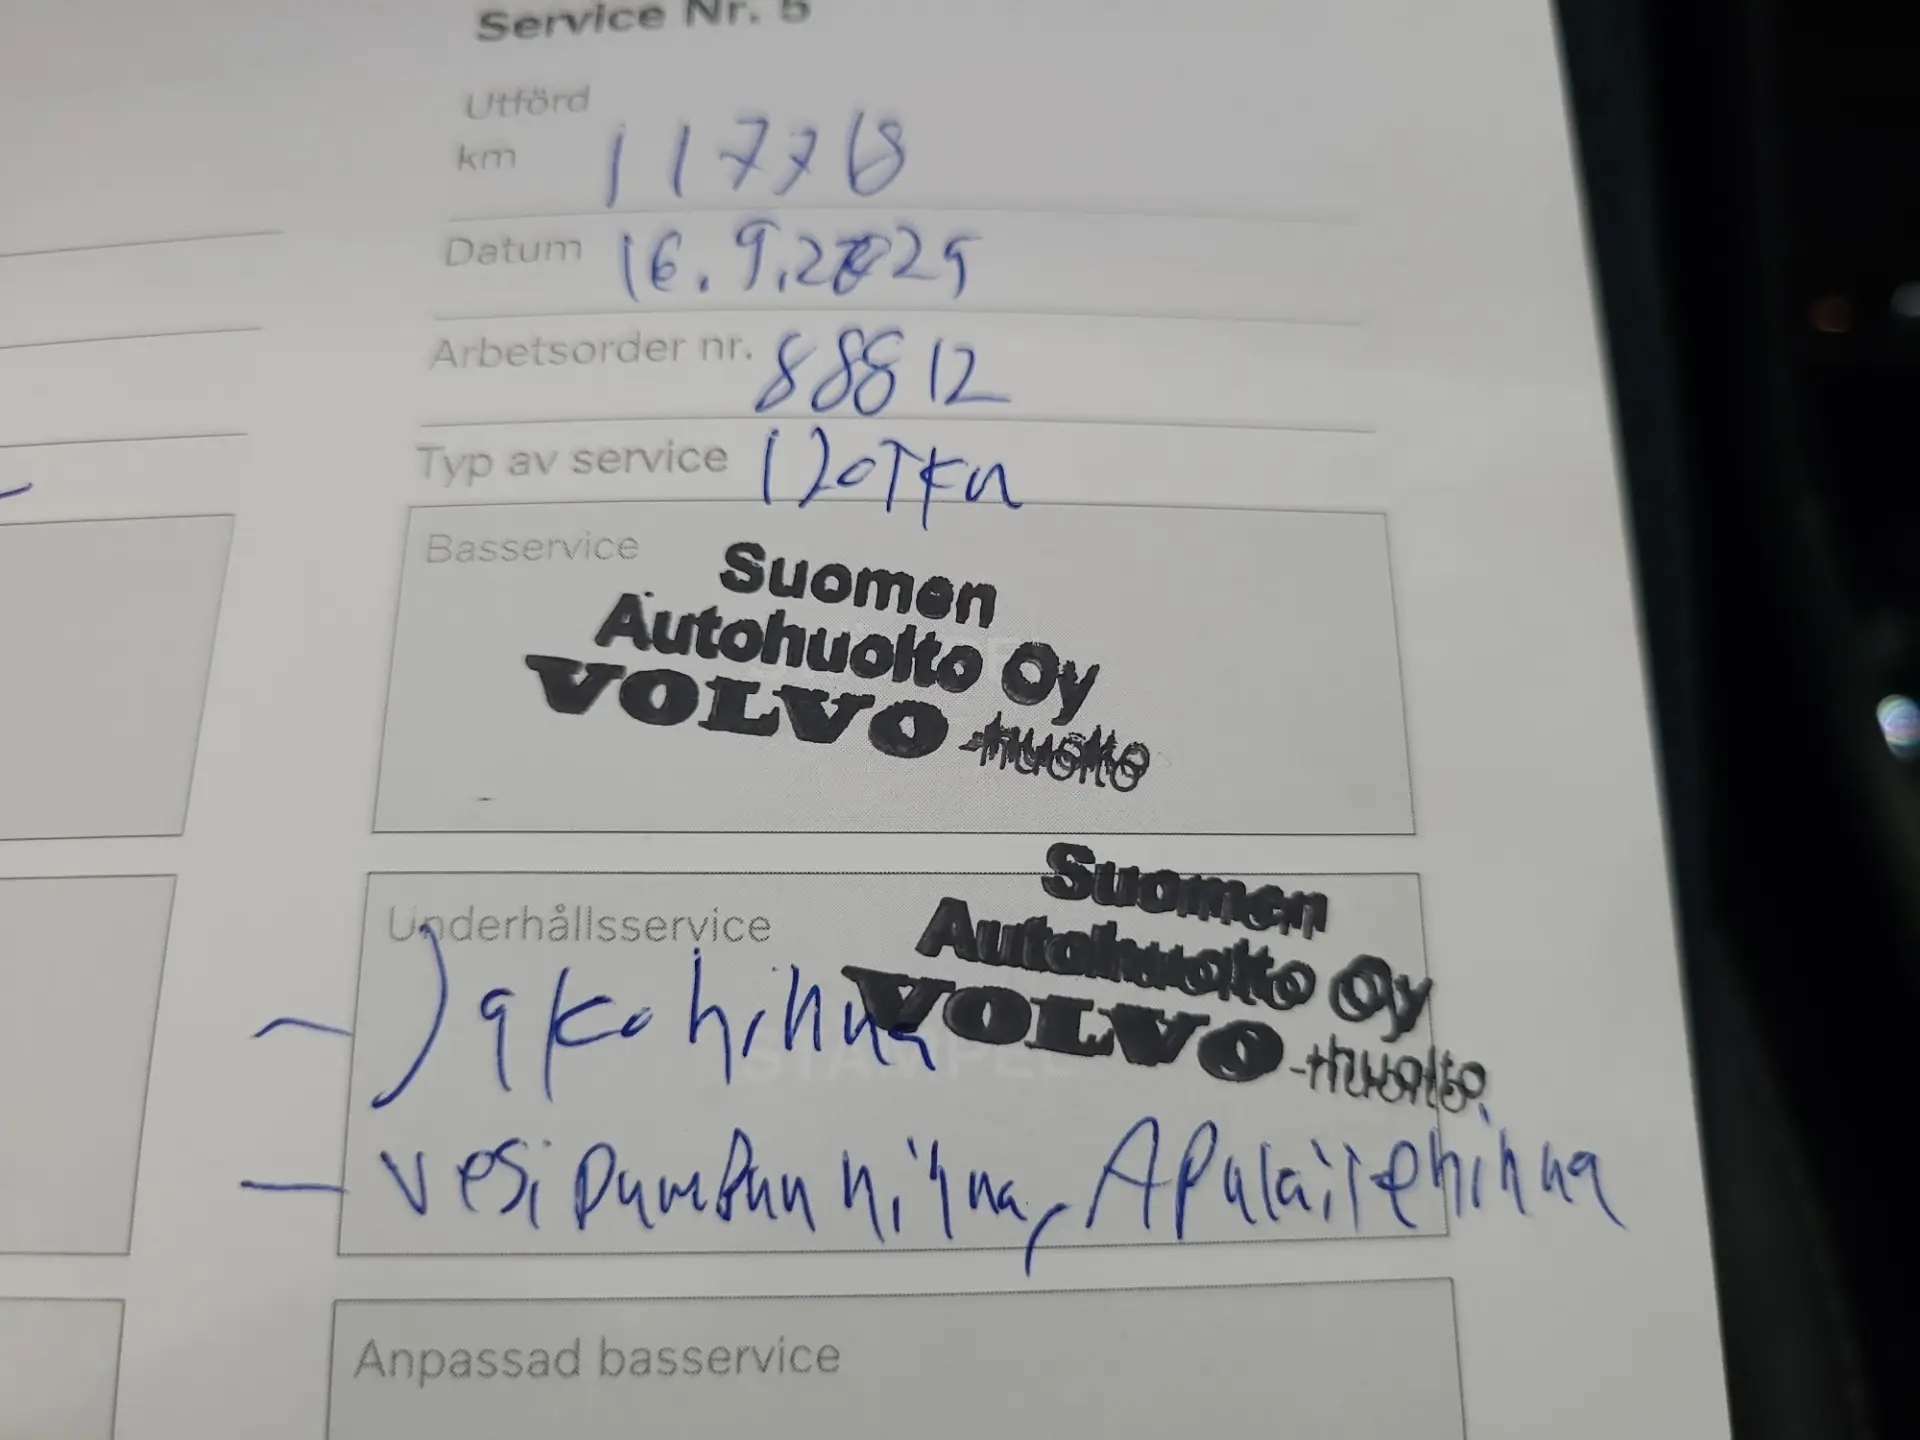 Service Nr. 5
Utförd
km 117768
Datum 16.9.2025
Arbetsorder nr. 88812
Typ av service 120Tkm
Basservice
Suomen
Autohuolto Oy
VOLVO -huolto
Underhållsservice
Suomen
Autohuolto Oy
VOLVO -huolto
- Jakohihna
- vesipumpun hihna, Apulaitehihna
Anpassad basservice